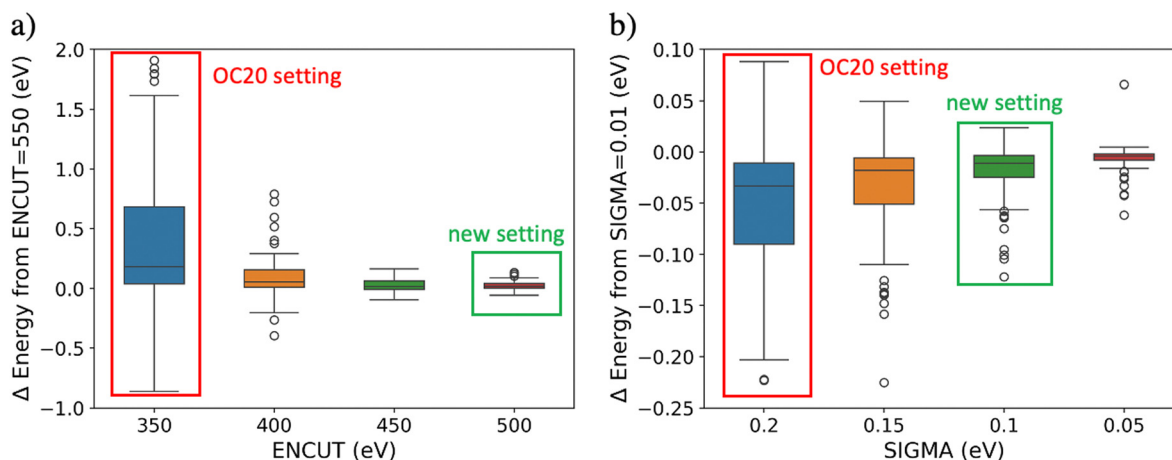 a)
Δ Energy from ENCUT=550 (eV)
2.0
1.5
1.0
0.5
0.0
−0.5
−1.0
OC20 setting
new setting
350 400 450 500
ENCUT (eV)
b)
Δ Energy from SIGMA=0.01 (eV)
0.10
0.05
0.00
−0.05
−0.10
−0.15
−0.20
−0.25
OC20 setting
new setting
0.2 0.15 0.1 0.05
SIGMA (eV)